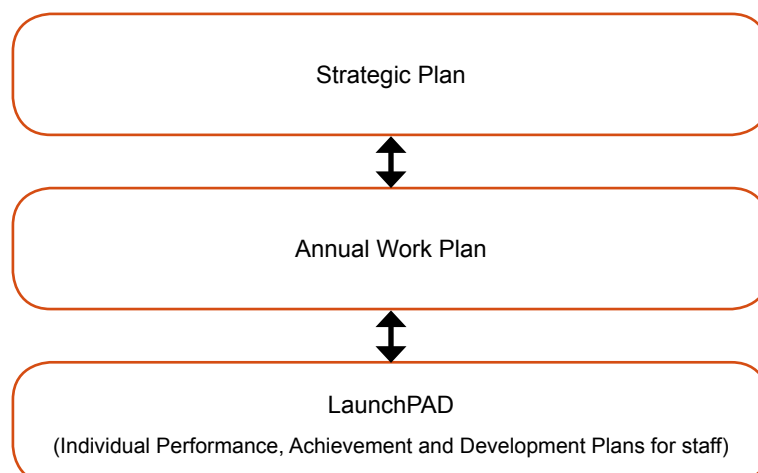 Strategic Plan
Annual Work Plan
LaunchPAD
(Individual Performance, Achievement and Development Plans for staff)